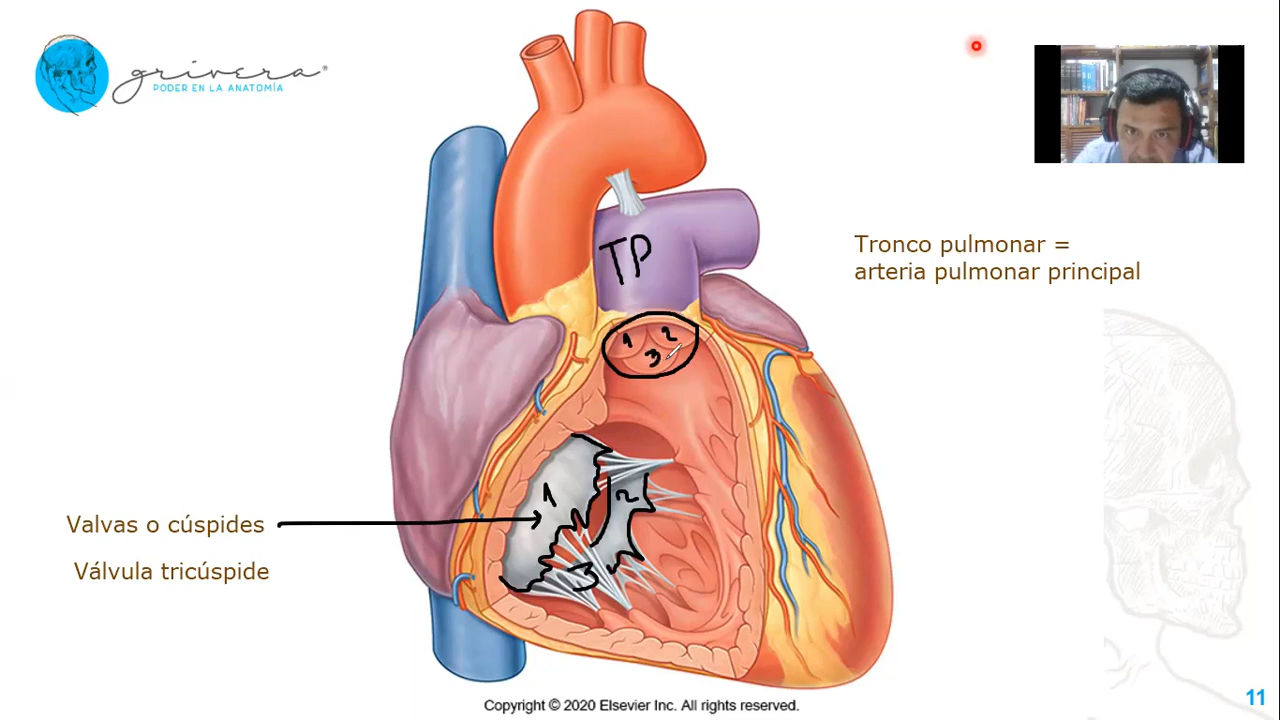 grivera®
PODER EN LA ANATOMÍA
TP
Tronco pulmonar =
arteria pulmonar principal
1 2
3
Valvas o cúspides
1 2
3
Válvula tricúspide
Copyright © 2020 Elsevier Inc. All rights reserved.
11